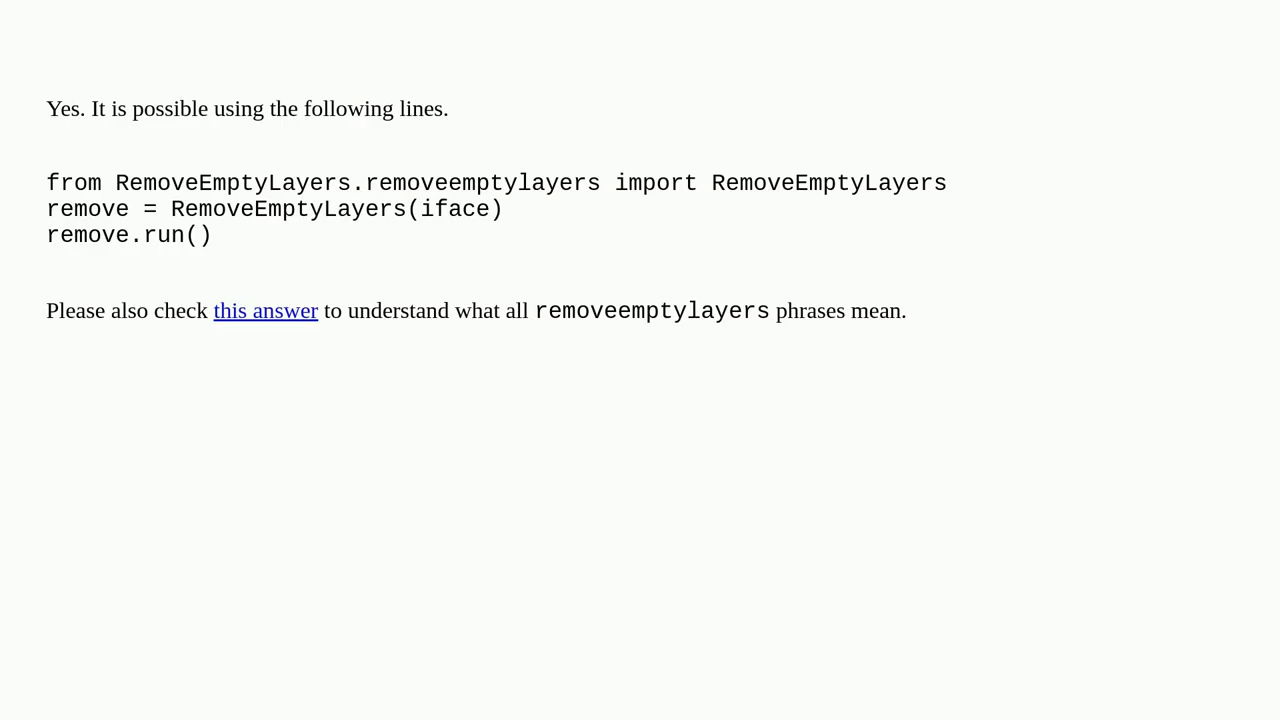 Yes. It is possible using the following lines.
from RemoveEmptyLayers.removeemptylayers import RemoveEmptyLayers
remove = RemoveEmptyLayers(iface)
remove.run()
Please also check this answer to understand what all removeemptylayers phrases mean.